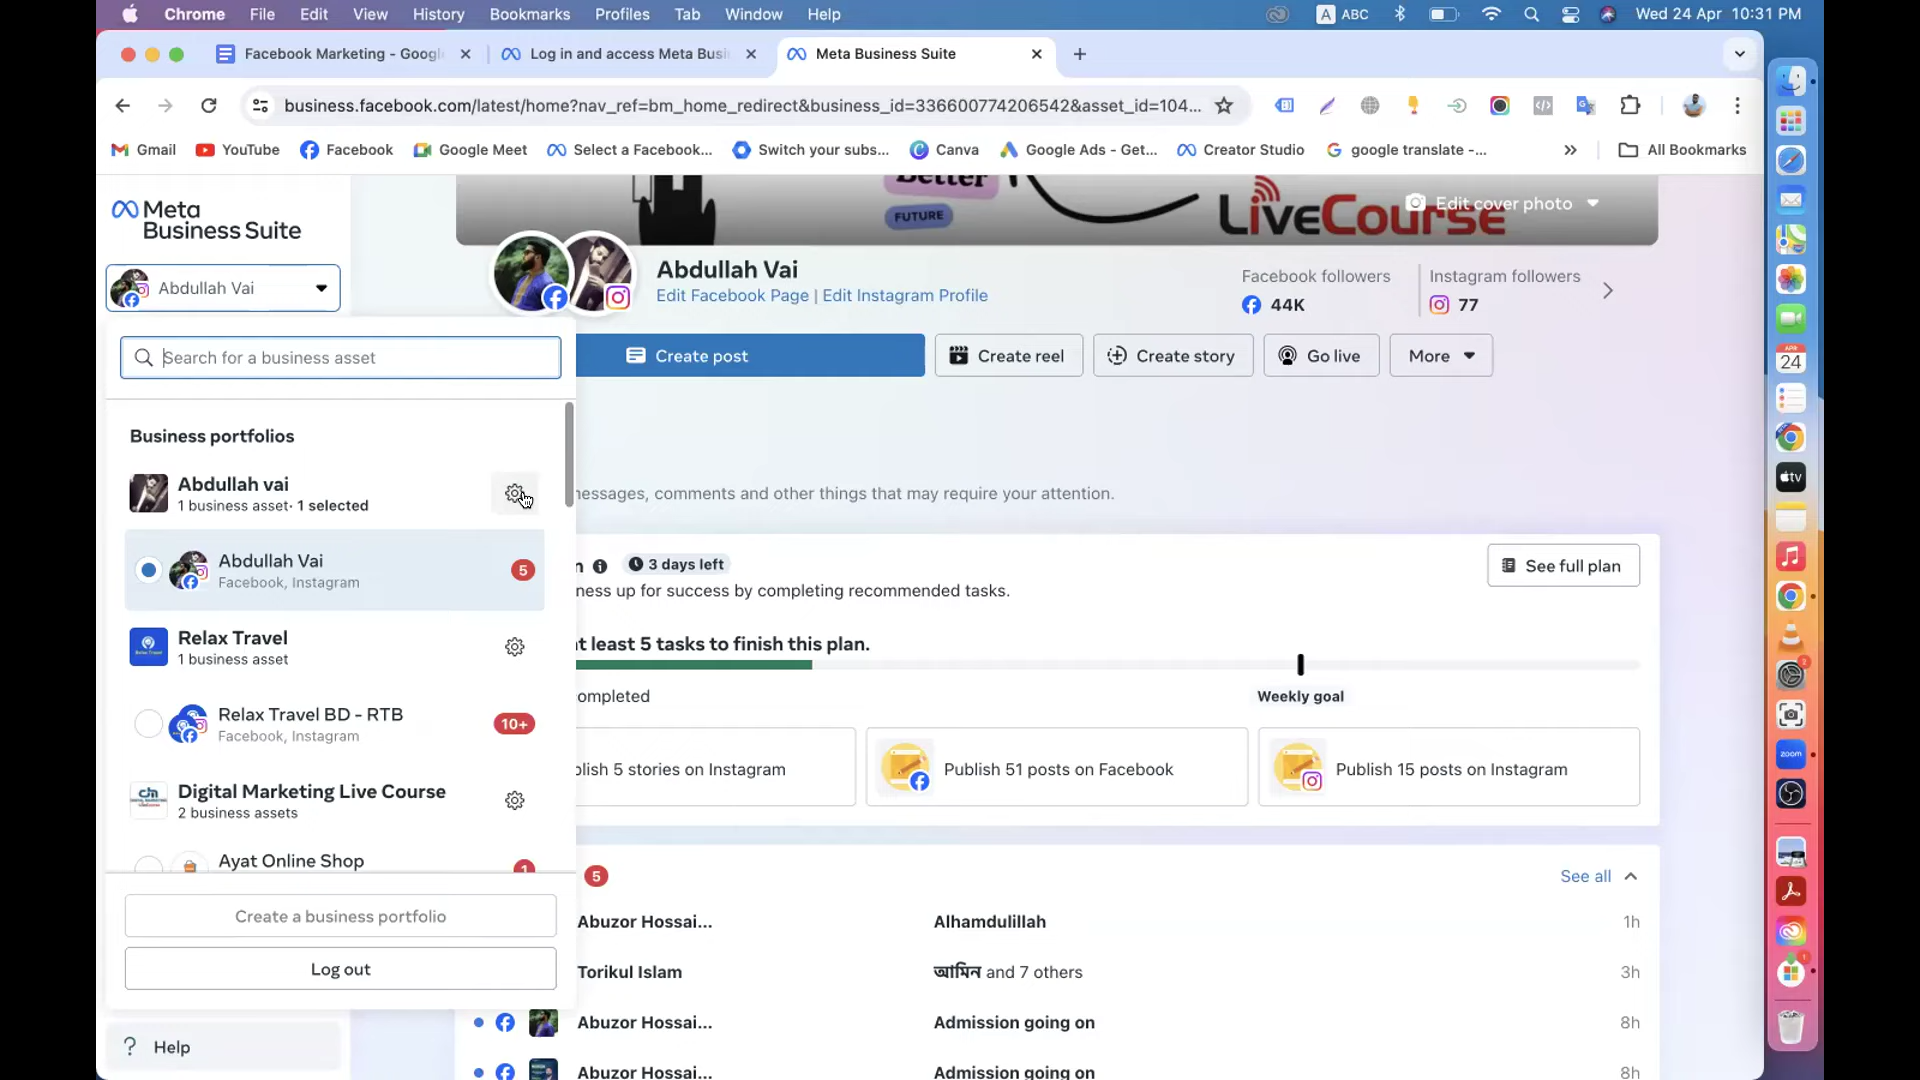 Chrome File Edit View History Bookmarks Profiles Tab Window Help A ABC Wed 24 Apr 10:31 PM
Facebook Marketing - Googl Log in and access Meta Busi Meta Business Suite
business.facebook.com/latest/home?nav_ref=bm_home_redirect&business_id=336600774206542&asset_id=104...
Gmail YouTube Facebook Google Meet Select a Facebook... Switch your subs... Canva Google Ads - Get... Creator Studio google translate -... All Bookmarks
Meta
Business Suite
Abdullah Vai
Search for a business asset
Business portfolios
Abdullah vai
1 business asset· 1 selected
Abdullah Vai
Facebook, Instagram
5
Relax Travel
1 business asset
Relax Travel BD - RTB
Facebook, Instagram
10+
Digital Marketing Live Course
2 business assets
Ayat Online Shop
1
Create a business portfolio
Log out
? Help
Better
FUTURE
LiveCourse
Edit cover photo
Abdullah Vai
Edit Facebook Page | Edit Instagram Profile
Facebook followers
44K
Instagram followers
77
Create post
Create reel
Create story
Go live
More
messages, comments and other things that may require your attention.
n 3 days left
ness up for success by completing recommended tasks.
See full plan
t least 5 tasks to finish this plan.
ompleted
Weekly goal
blish 5 stories on Instagram
Publish 51 posts on Facebook
Publish 15 posts on Instagram
5
See all
Abuzor Hossai... Alhamdulillah 1h
Torikul Islam আমিন and 7 others 3h
Abuzor Hossai... Admission going on 8h
Abuzor Hossai... Admission going on 8h
APR
24
tv
2
zoom
1